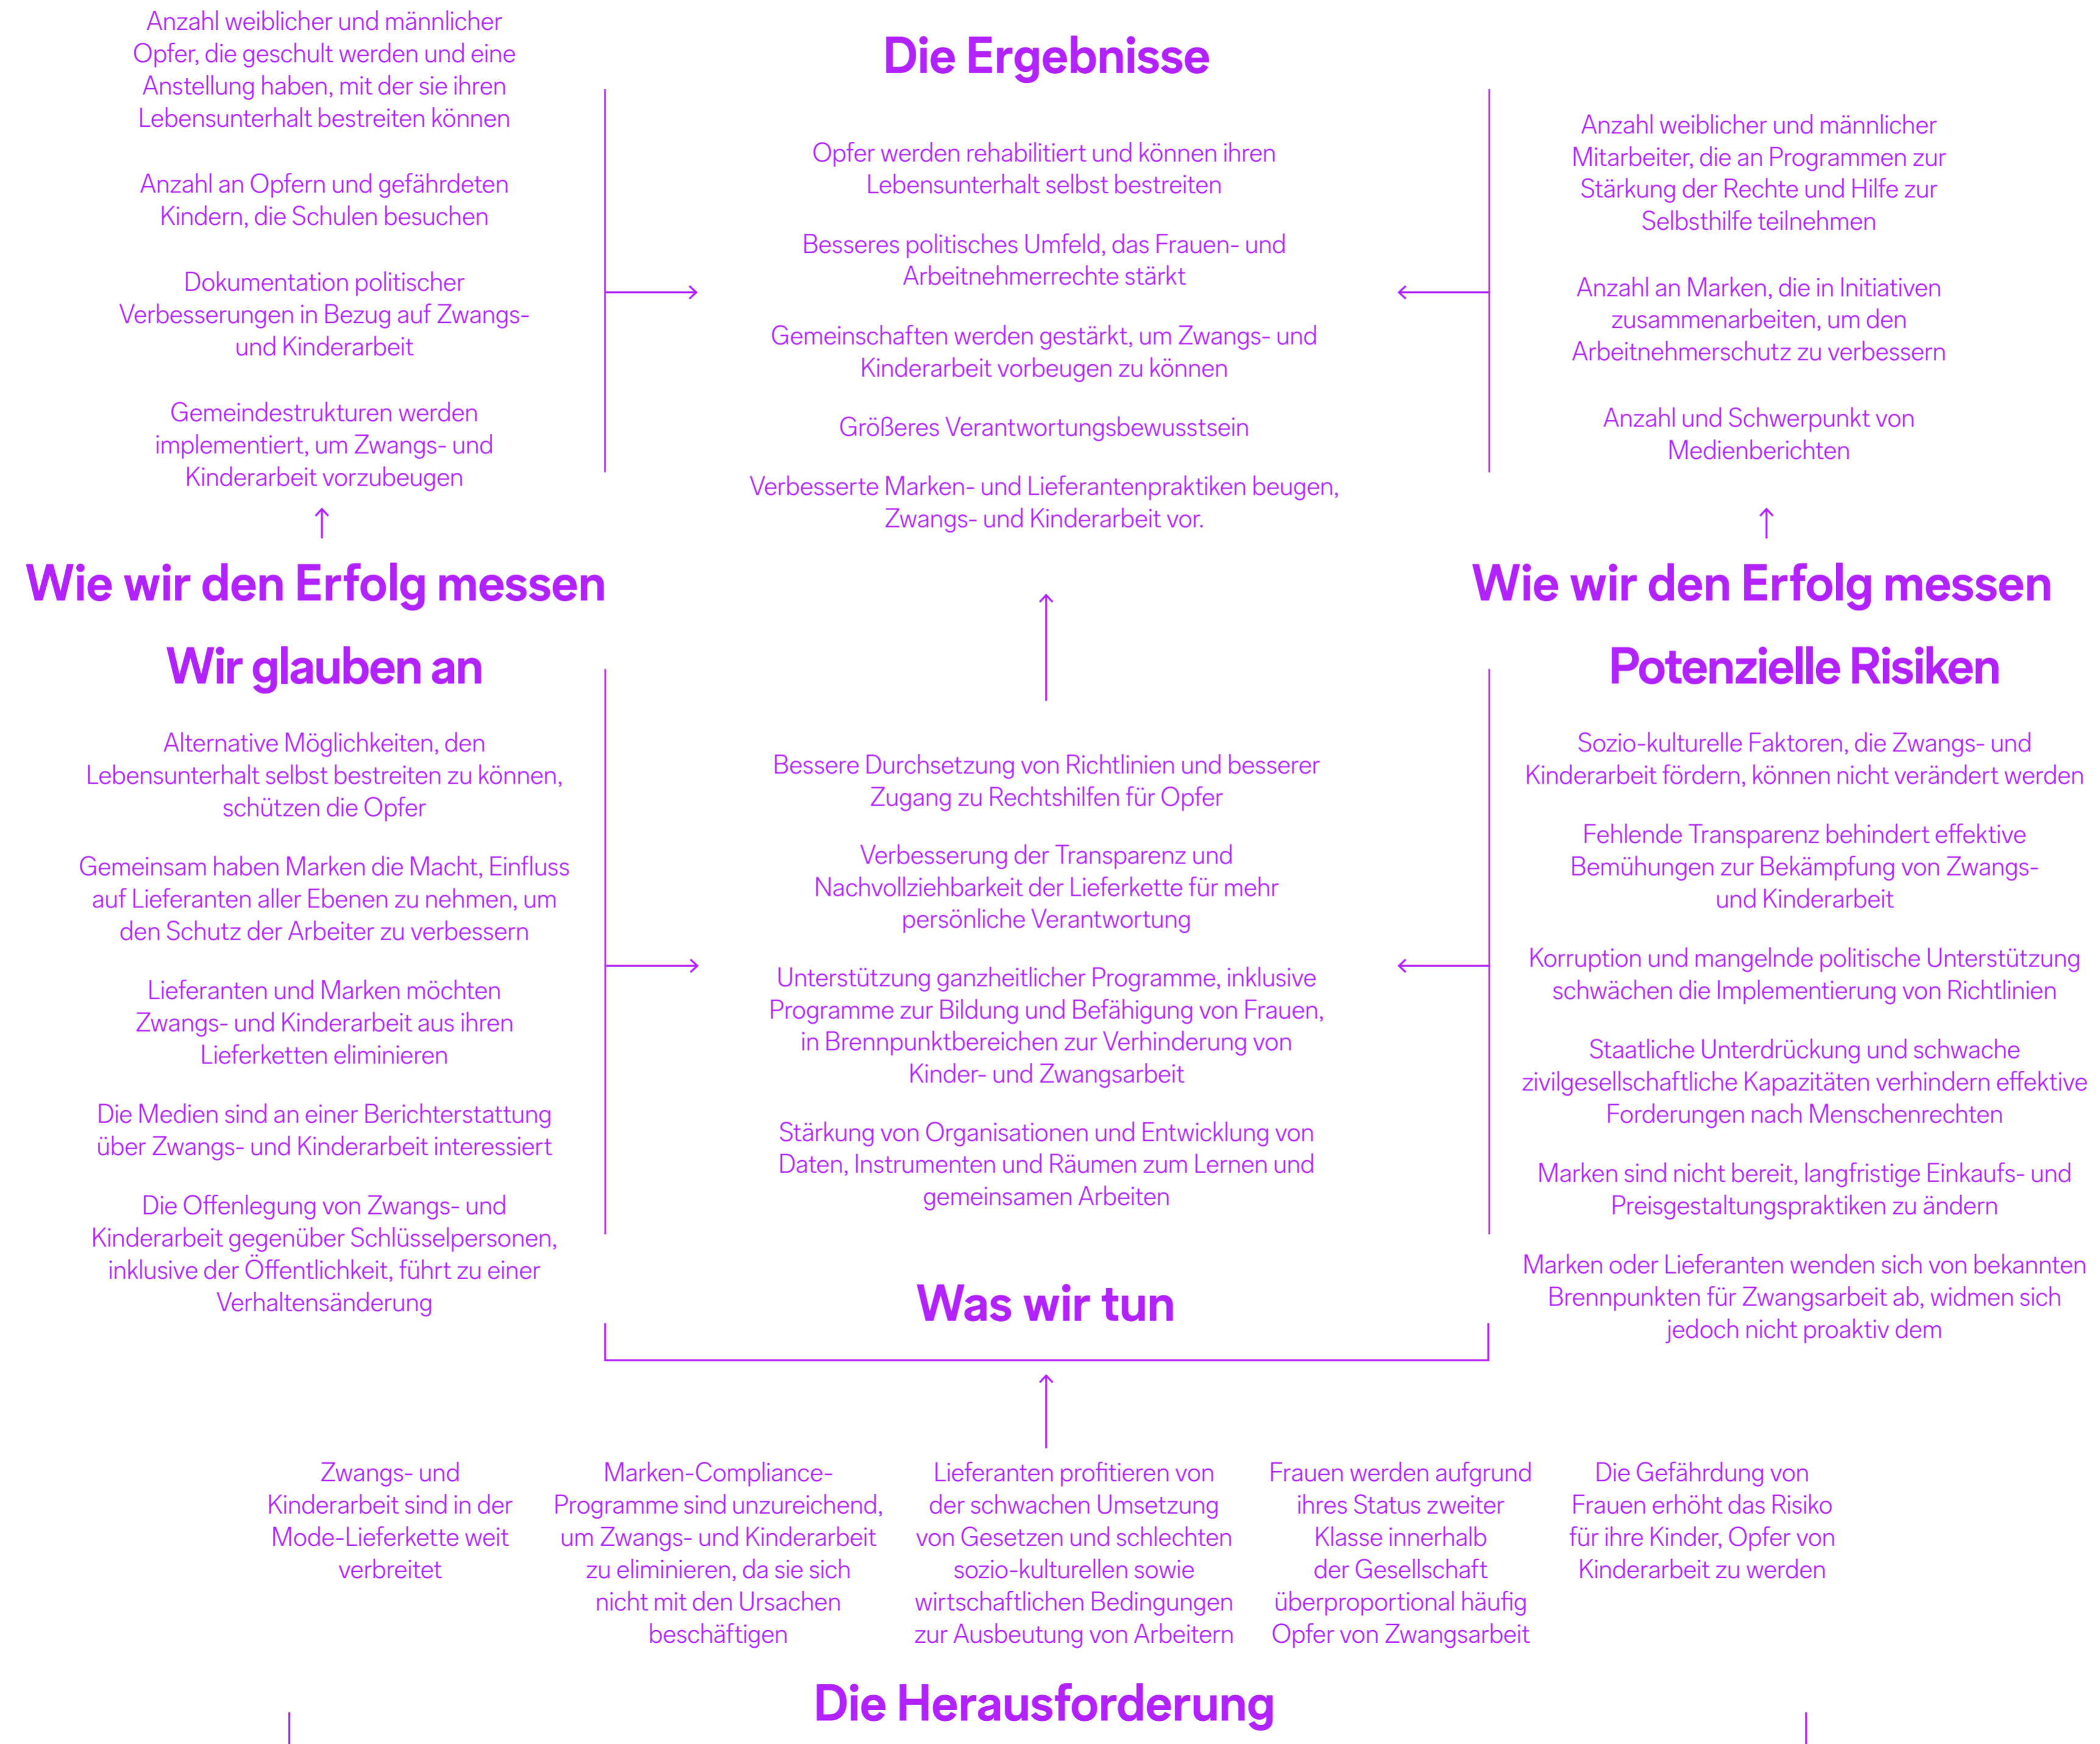 Anzahl weiblicher und männlicher
Opfer, die geschult werden und eine
Anstellung haben, mit der sie ihren
Lebensunterhalt bestreiten können
Anzahl an Opfern und gefährdeten
Kindern, die Schulen besuchen
Dokumentation politischer
Verbesserungen in Bezug auf Zwangs-
und Kinderarbeit
Gemeindestrukturen werden
implementiert, um Zwangs- und
Kinderarbeit vorzubeugen
Wie wir den Erfolg messen
Die Ergebnisse
Opfer werden rehabilitiert und können ihren
Lebensunterhalt selbst bestreiten
Besseres politisches Umfeld, das Frauen- und
Arbeitnehmerrechte stärkt
Gemeinschaften werden gestärkt, um Zwangs- und
Kinderarbeit vorbeugen zu können
Größeres Verantwortungsbewusstsein
Verbesserte Marken- und Lieferantenpraktiken beugen,
Zwangs- und Kinderarbeit vor.
Anzahl weiblicher und männlicher
Mitarbeiter, die an Programmen zur
Stärkung der Rechte und Hilfe zur
Selbsthilfe teilnehmen
Anzahl an Marken, die in Initiativen
zusammenarbeiten, um den
Arbeitnehmerschutz zu verbessern
Anzahl und Schwerpunkt von
Medienberichten
Wie wir den Erfolg messen
Wir glauben an
Alternative Möglichkeiten, den
Lebensunterhalt selbst bestreiten zu können,
schützen die Opfer
Gemeinsam haben Marken die Macht, Einfluss
auf Lieferanten aller Ebenen zu nehmen, um
den Schutz der Arbeiter zu verbessern
Lieferanten und Marken möchten
Zwangs- und Kinderarbeit aus ihren
Lieferketten eliminieren
Die Medien sind an einer Berichterstattung
über Zwangs- und Kinderarbeit interessiert
Die Offenlegung von Zwangs- und
Kinderarbeit gegenüber Schlüsselpersonen,
inklusive der Öffentlichkeit, führt zu einer
Verhaltensänderung
Bessere Durchsetzung von Richtlinien und besserer
Zugang zu Rechtshilfen für Opfer
Verbesserung der Transparenz und
Nachvollziehbarkeit der Lieferkette für mehr
persönliche Verantwortung
Unterstützung ganzheitlicher Programme, inklusive
Programme zur Bildung und Befähigung von Frauen,
in Brennpunktbereichen zur Verhinderung von
Kinder- und Zwangsarbeit
Stärkung von Organisationen und Entwicklung von
Daten, Instrumenten und Räumen zum Lernen und
gemeinsamen Arbeiten
Was wir tun
Potenzielle Risiken
Sozio-kulturelle Faktoren, die Zwangs- und
Kinderarbeit fördern, können nicht verändert werden
Fehlende Transparenz behindert effektive
Bemühungen zur Bekämpfung von Zwangs-
und Kinderarbeit
Korruption und mangelnde politische Unterstützung
schwächen die Implementierung von Richtlinien
Staatliche Unterdrückung und schwache
zivilgesellschaftliche Kapazitäten verhindern effektive
Forderungen nach Menschenrechten
Marken sind nicht bereit, langfristige Einkaufs- und
Preisgestaltungspraktiken zu ändern
Marken oder Lieferanten wenden sich von bekannten
Brennpunkten für Zwangsarbeit ab, widmen sich
jedoch nicht proaktiv dem
Zwangs- und
Kinderarbeit sind in der
Mode-Lieferkette weit
verbreitet
Marken-Compliance-
Programme sind unzureichend,
um Zwangs- und Kinderarbeit
zu eliminieren, da sie sich
nicht mit den Ursachen
beschäftigen
Lieferanten profitieren von
der schwachen Umsetzung
von Gesetzen und schlechten
sozio-kulturellen sowie
wirtschaftlichen Bedingungen
zur Ausbeutung von Arbeitern
Frauen werden aufgrund
ihres Status zweiter
Klasse innerhalb
der Gesellschaft
überproportional häufig
Opfer von Zwangsarbeit
Die Gefährdung von
Frauen erhöht das Risiko
für ihre Kinder, Opfer von
Kinderarbeit zu werden
Die Herausforderung